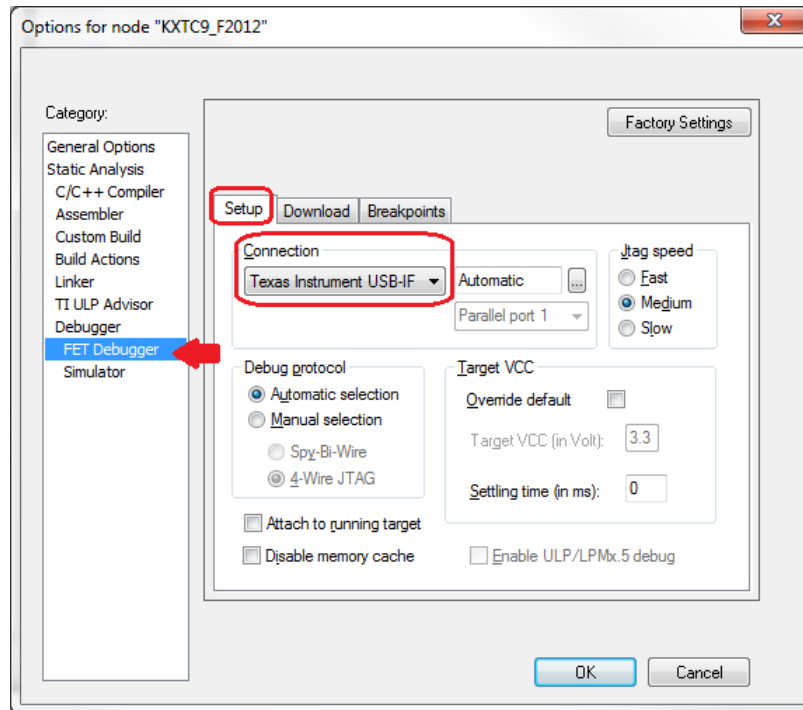 Options for node "KXTC9_F2012"
Category:
Factory Settings
General Options
Static Analysis
C/C++ Compiler
Assembler
Custom Build
Build Actions
Linker
TI ULP Advisor
Debugger
FET Debugger
Simulator
Setup Download Breakpoints
Connection
Texas Instrument USB-IF Automatic ...
Parallel port 1
Jtag speed
Fast
Medium
Slow
Debug protocol
Automatic selection
Manual selection
Spy-Bi-Wire
4-Wire JTAG
Target VCC
Override default
Target VCC (in Volt): 3.3
Settling time (in ms): 0
Attach to running target
Disable memory cache
Enable ULP/LPMx.5 debug
OK Cancel